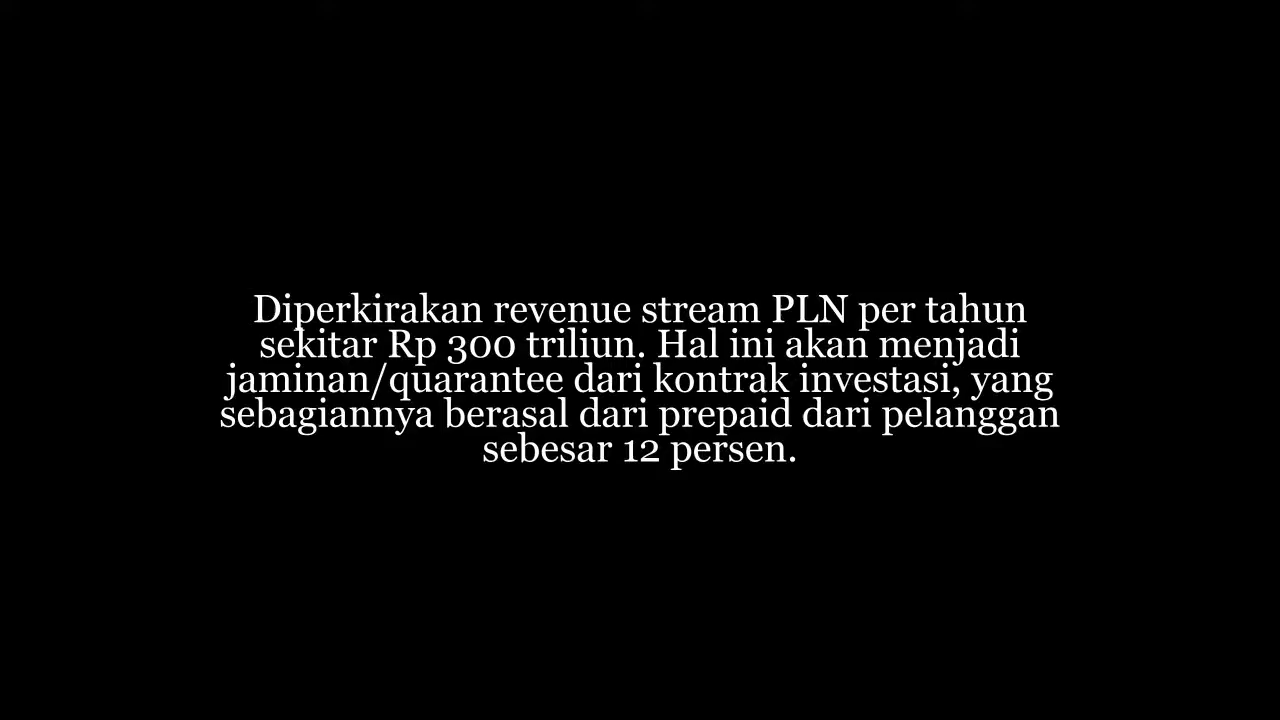 Diperkirakan revenue stream PLN per tahun
sekitar Rp 300 triliun. Hal ini akan menjadi
jaminan/quarantee dari kontrak investasi, yang
sebagiannya berasal dari prepaid dari pelanggan
sebesar 12 persen.